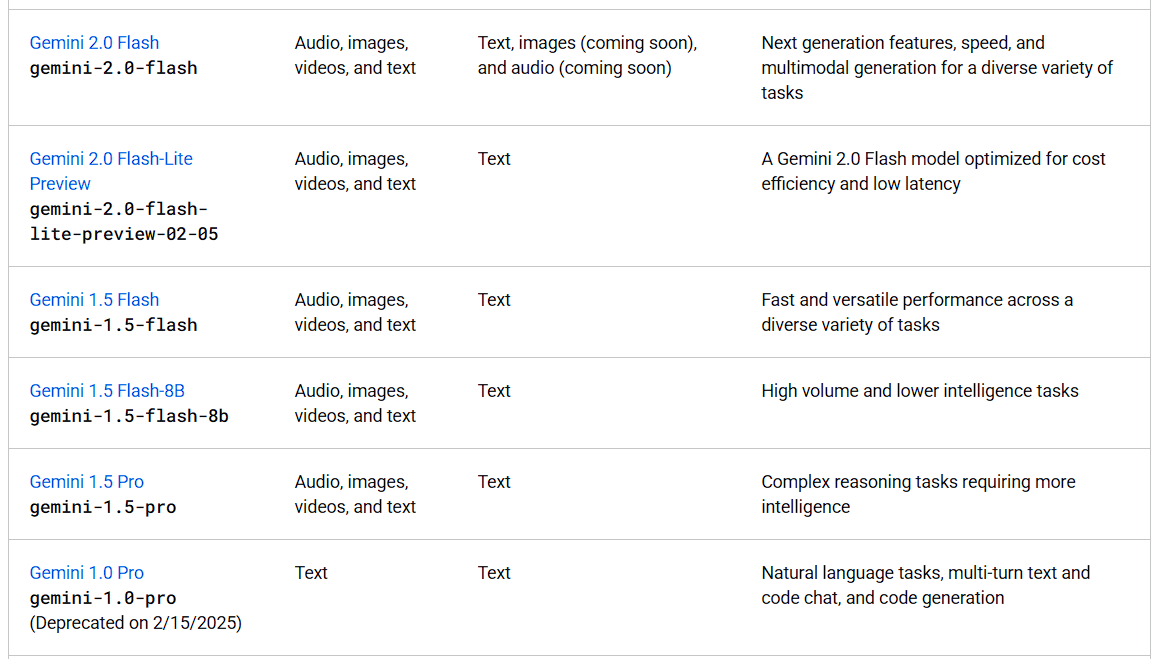 Gemini 2.0 Flash
gemini-2.0-flash
Audio, images,
videos, and text
Text, images (coming soon),
and audio (coming soon)
Next generation features, speed, and
multimodal generation for a diverse variety of
tasks
Gemini 2.0 Flash-Lite
Preview
gemini-2.0-flash-
lite-preview-02-05
Audio, images,
videos, and text
Text
A Gemini 2.0 Flash model optimized for cost
efficiency and low latency
Gemini 1.5 Flash
gemini-1.5-flash
Audio, images,
videos, and text
Text
Fast and versatile performance across a
diverse variety of tasks
Gemini 1.5 Flash-8B
gemini-1.5-flash-8b
Audio, images,
videos, and text
Text
High volume and lower intelligence tasks
Gemini 1.5 Pro
gemini-1.5-pro
Audio, images,
videos, and text
Text
Complex reasoning tasks requiring more
intelligence
Gemini 1.0 Pro
gemini-1.0-pro
(Deprecated on 2/15/2025)
Text
Text
Natural language tasks, multi-turn text and
code chat, and code generation